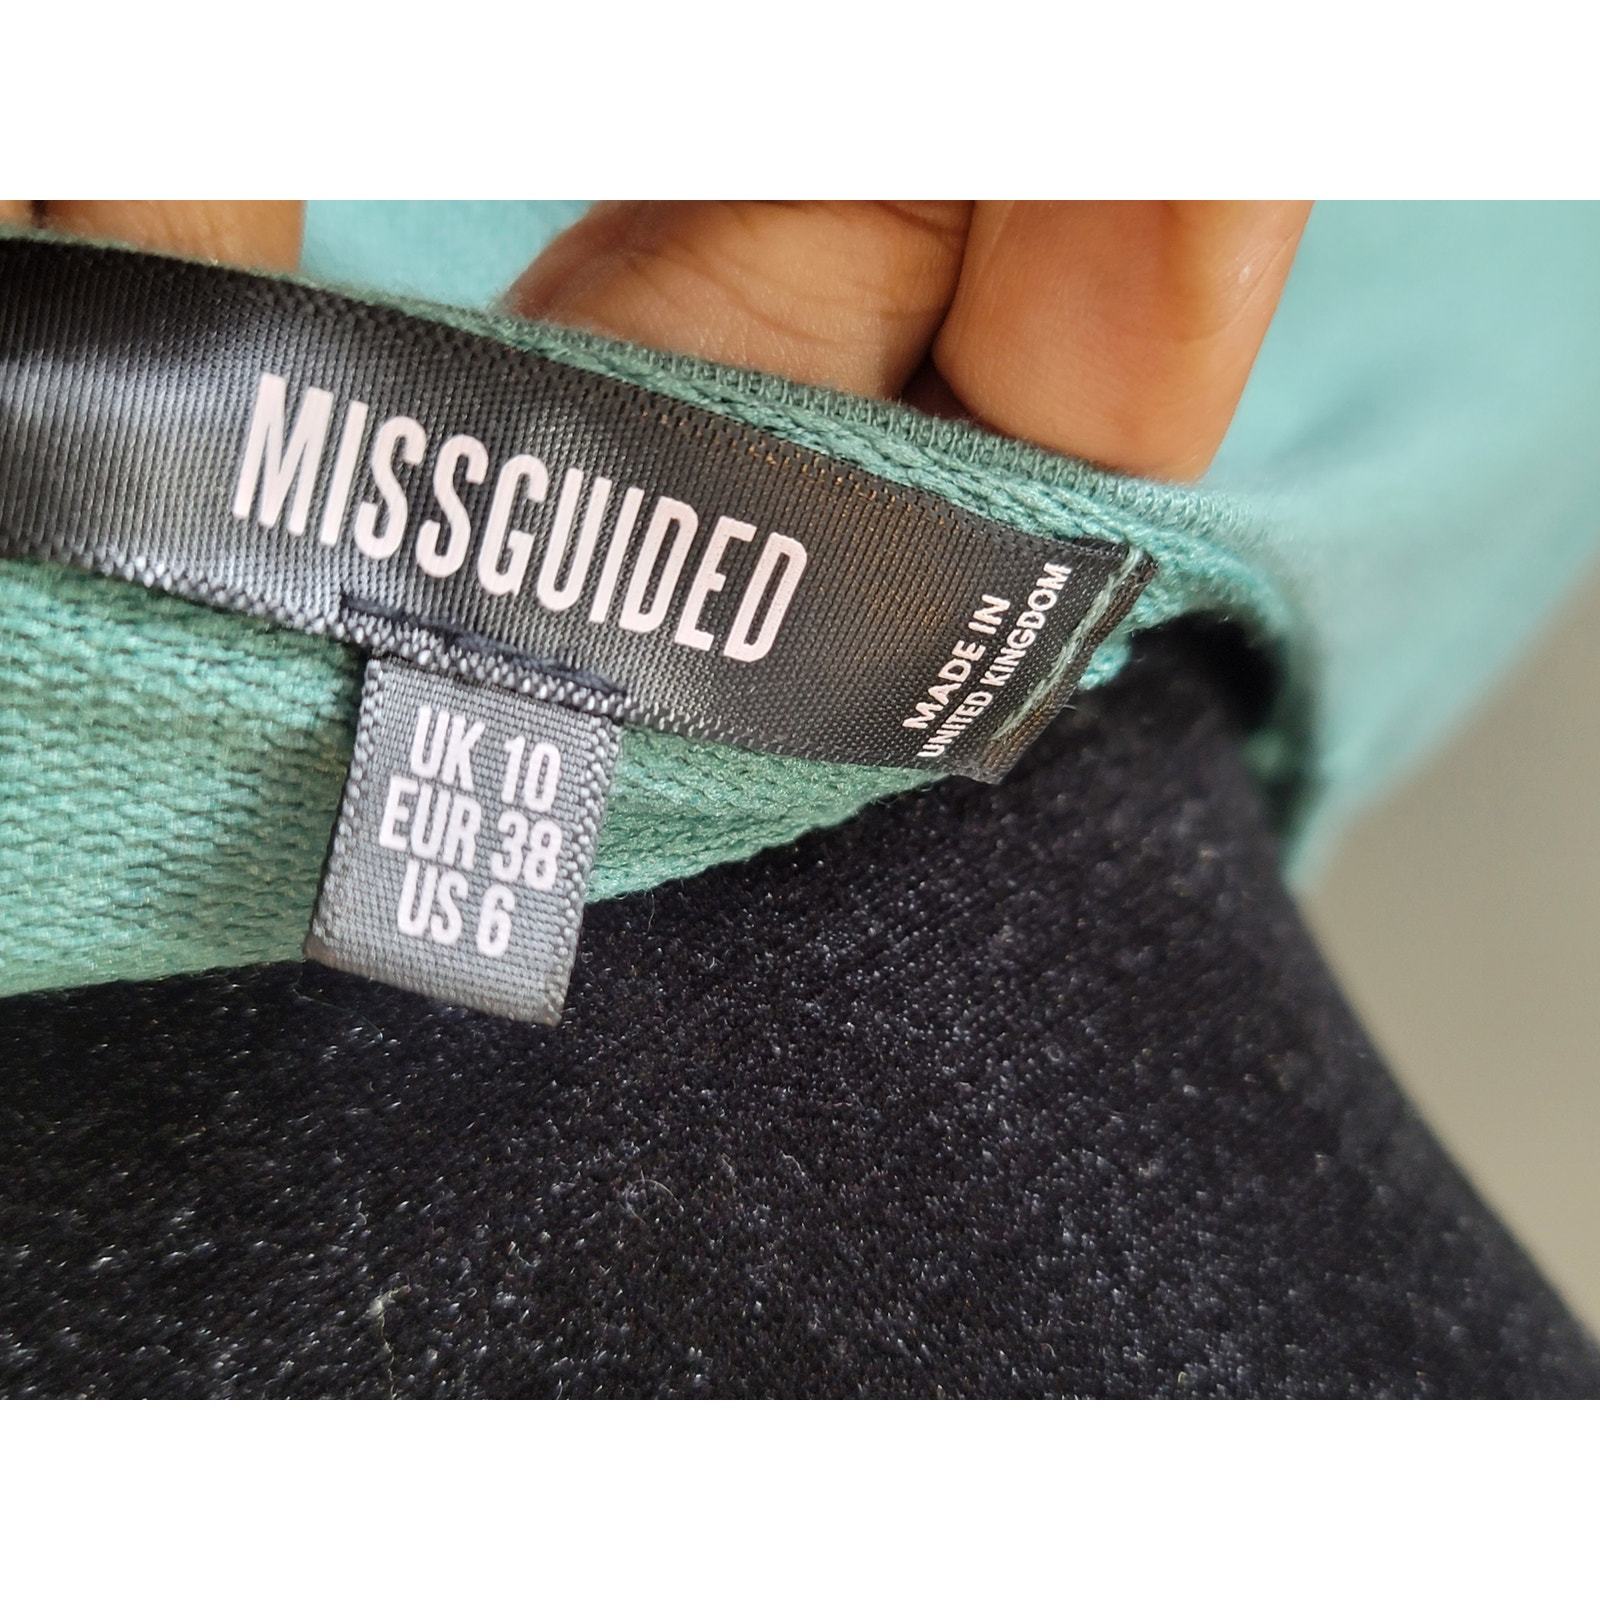 MISSGUIDED
MADE IN
UNITED KINGDOM
UK 10
EUR 38
US 6